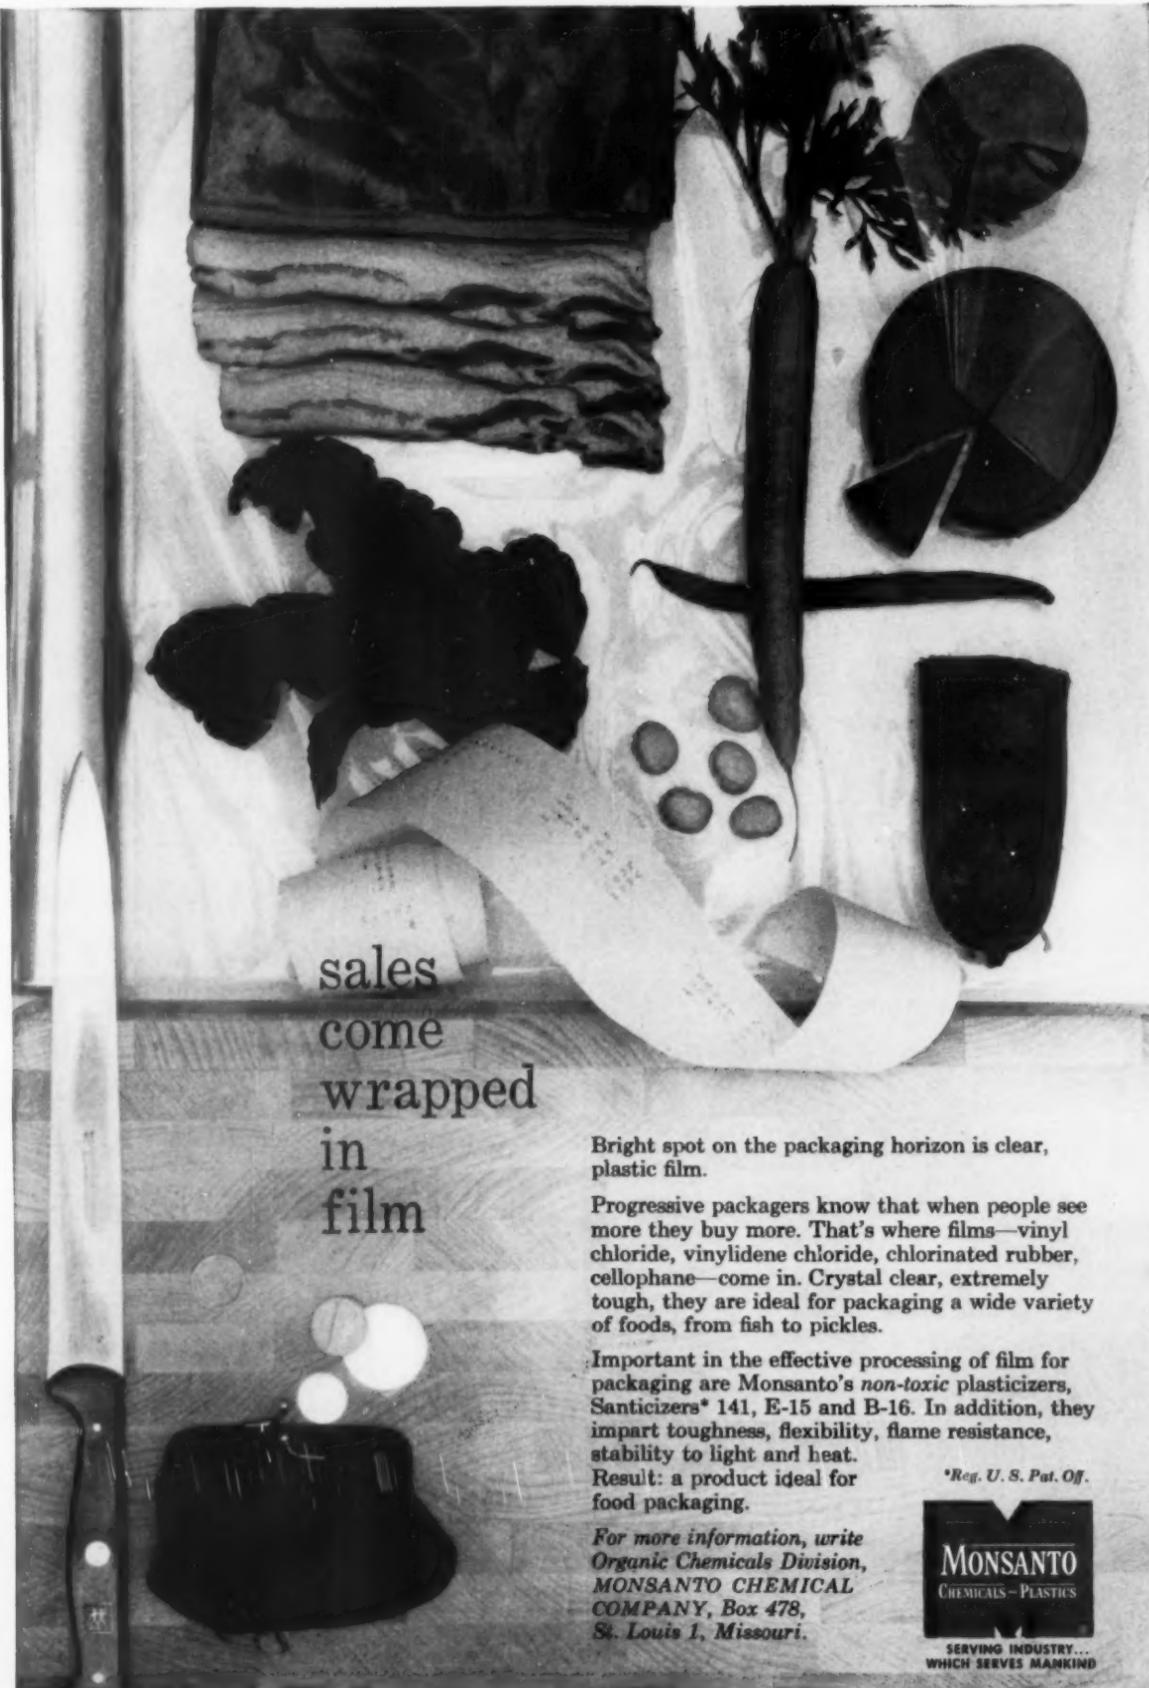 sales
come
wrapped
in
film
Bright spot on the packaging horizon is clear,
plastic film.
Progressive packagers know that when people see
more they buy more. That's where films—vinyl
chloride, vinylidene chloride, chlorinated rubber,
cellophane—come in. Crystal clear, extremely
tough, they are ideal for packaging a wide variety
of foods, from fish to pickles.
Important in the effective processing of film for
packaging are Monsanto's non-toxic plasticizers,
Santicizers* 141, E-15 and B-16. In addition, they
impart toughness, flexibility, flame resistance,
stability to light and heat.
Result: a product ideal for
food packaging.
*Reg. U. S. Pat. Off.
For more information, write
Organic Chemicals Division,
MONSANTO CHEMICAL
COMPANY, Box 478,
St. Louis 1, Missouri.
MONSANTO
CHEMICALS–PLASTICS
SERVING INDUSTRY...
WHICH SERVES MANKIND